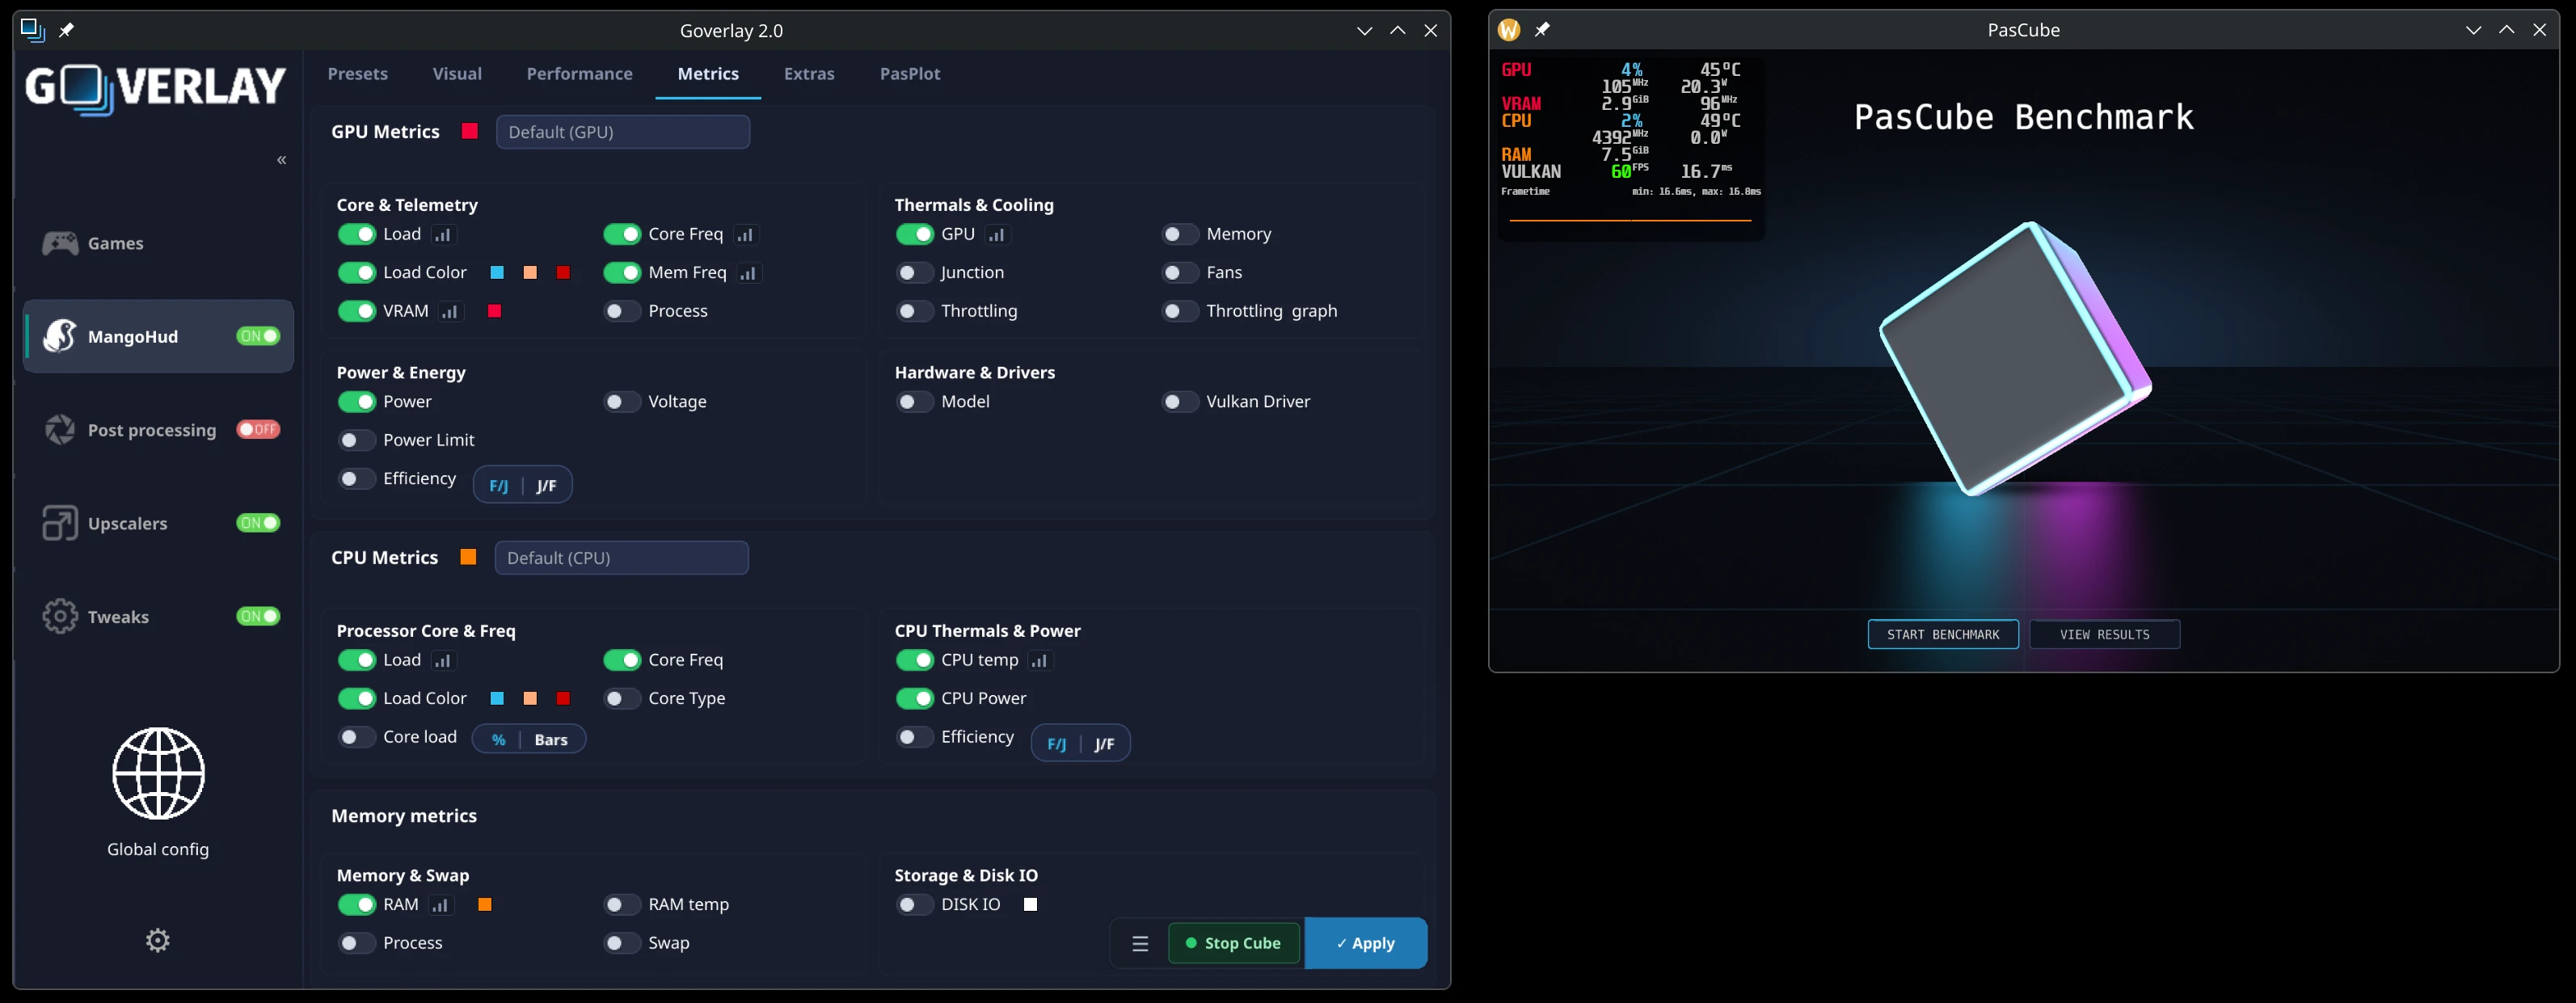 Goverlay 2.0
GOVERLAY
«
Games
MangoHud ON
Post processing OFF
Upscalers ON
Tweaks ON
Global config
Presets Visual Performance Metrics Extras PasPlot
GPU Metrics Default (GPU)
Core & Telemetry
Load Core Freq
Load Color Mem Freq
VRAM Process
Thermals & Cooling
GPU Memory
Junction Fans
Throttling Throttling graph
Power & Energy
Power Voltage
Power Limit
Efficiency F/J | J/F
Hardware & Drivers
Model Vulkan Driver
CPU Metrics Default (CPU)
Processor Core & Freq
Load Core Freq
Load Color Core Type
Core load % | Bars
CPU Thermals & Power
CPU temp
CPU Power
Efficiency F/J | J/F
Memory metrics
Memory & Swap
RAM RAM temp
Process Swap
Storage & Disk IO
DISK IO
Stop Cube ✓ Apply
W PasCube
GPU 4% 45°C
105MHz 20.3W
VRAM 2.9GiB 96MHz
CPU 2% 49°C
4392MHz 0.0W
RAM 7.5GiB
VULKAN 60FPS 16.7ms
Frametime min: 16.6ms, max: 16.8ms
PasCube Benchmark
START BENCHMARK VIEW RESULTS